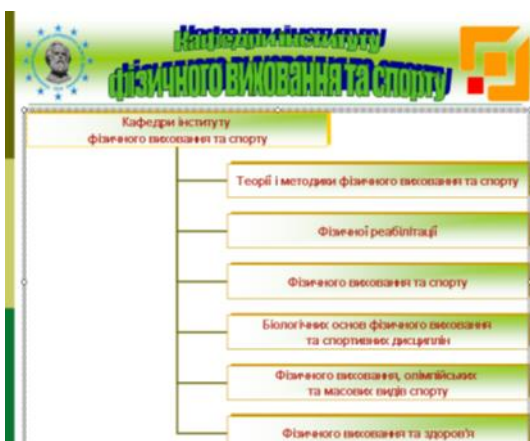 Кафедри інституту
фізичного виховання та спорту
Кафедри інституту
фізичного виховання та спорту
Теорії і методики фізичного виховання та спорту
Фізичної реабілітації
Фізичного виховання та спорту
Біологічних основ фізичного виховання
та спортивних дисциплін
Фізичного виховання, олімпійських
та масових видів спорту
Фізичного виховання та здоров'я